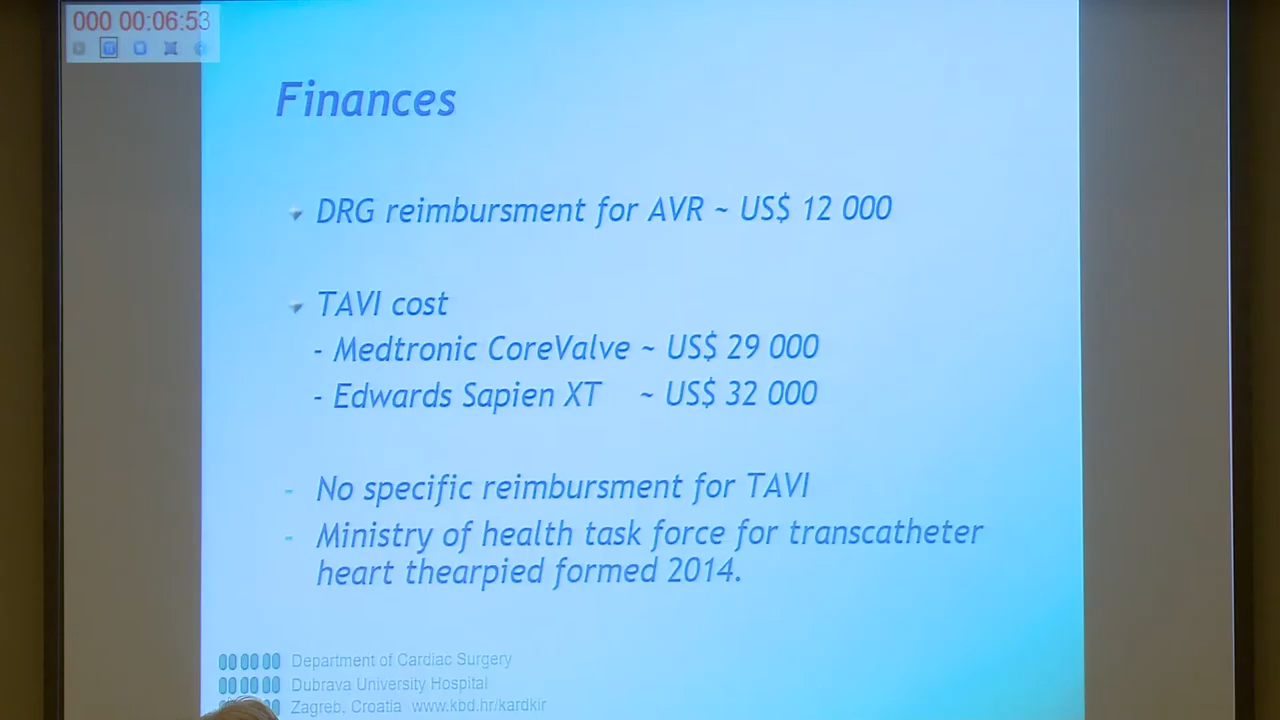 000 00:06:53
Finances
DRG reimbursment for AVR ~ US$ 12 000
TAVI cost
- Medtronic CoreValve ~ US$ 29 000
- Edwards Sapien XT ~ US$ 32 000
- No specific reimbursment for TAVI
- Ministry of health task force for transcatheter
heart thearpied formed 2014.
Department of Cardiac Surgery
Dubrava University Hospital
Zagreb, Croatia www.kbd.hr/kardkir